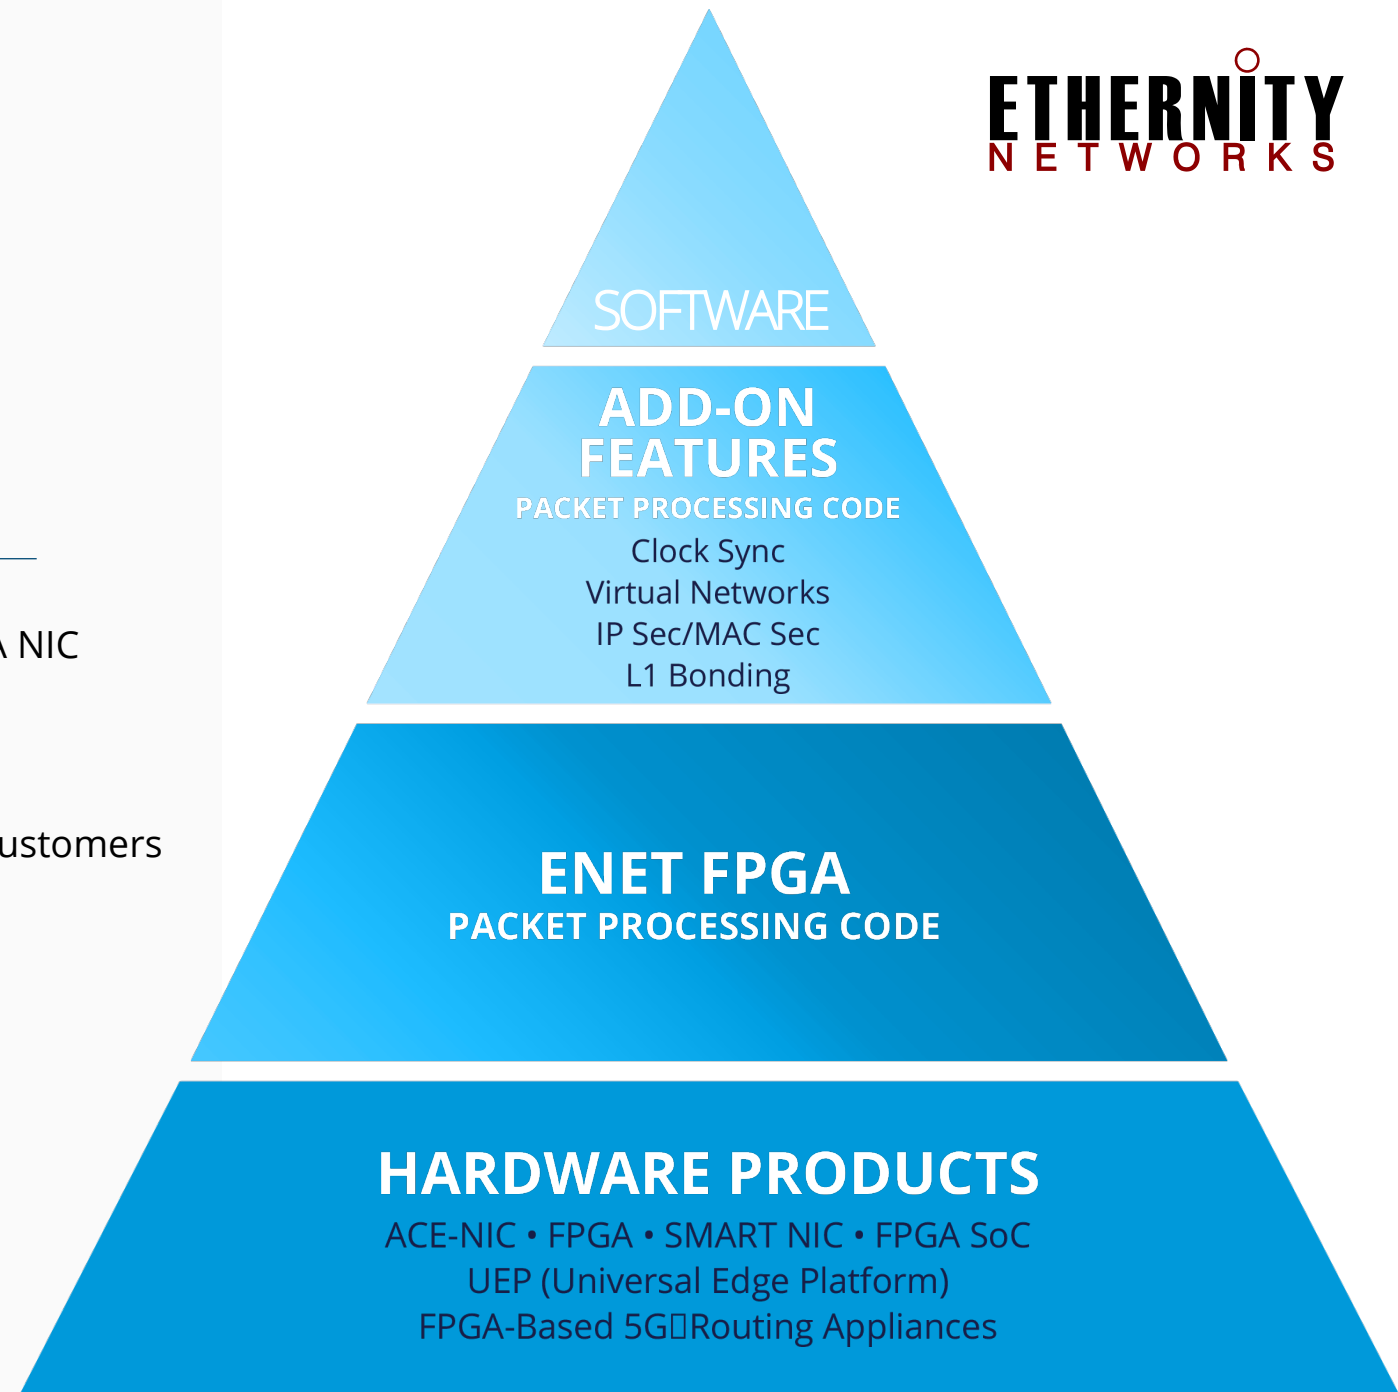 ETHERNITY
NETWORKS
SOFTWARE
ADD-ON
FEATURES
PACKET PROCESSING CODE
Clock Sync
Virtual Networks
IP Sec/MAC Sec
L1 Bonding
A NIC
ustomers
ENET FPGA
PACKET PROCESSING CODE
HARDWARE PRODUCTS
ACE-NIC • FPGA • SMART NIC • FPGA SoC
UEP (Universal Edge Platform)
FPGA-Based 5G▯Routing Appliances